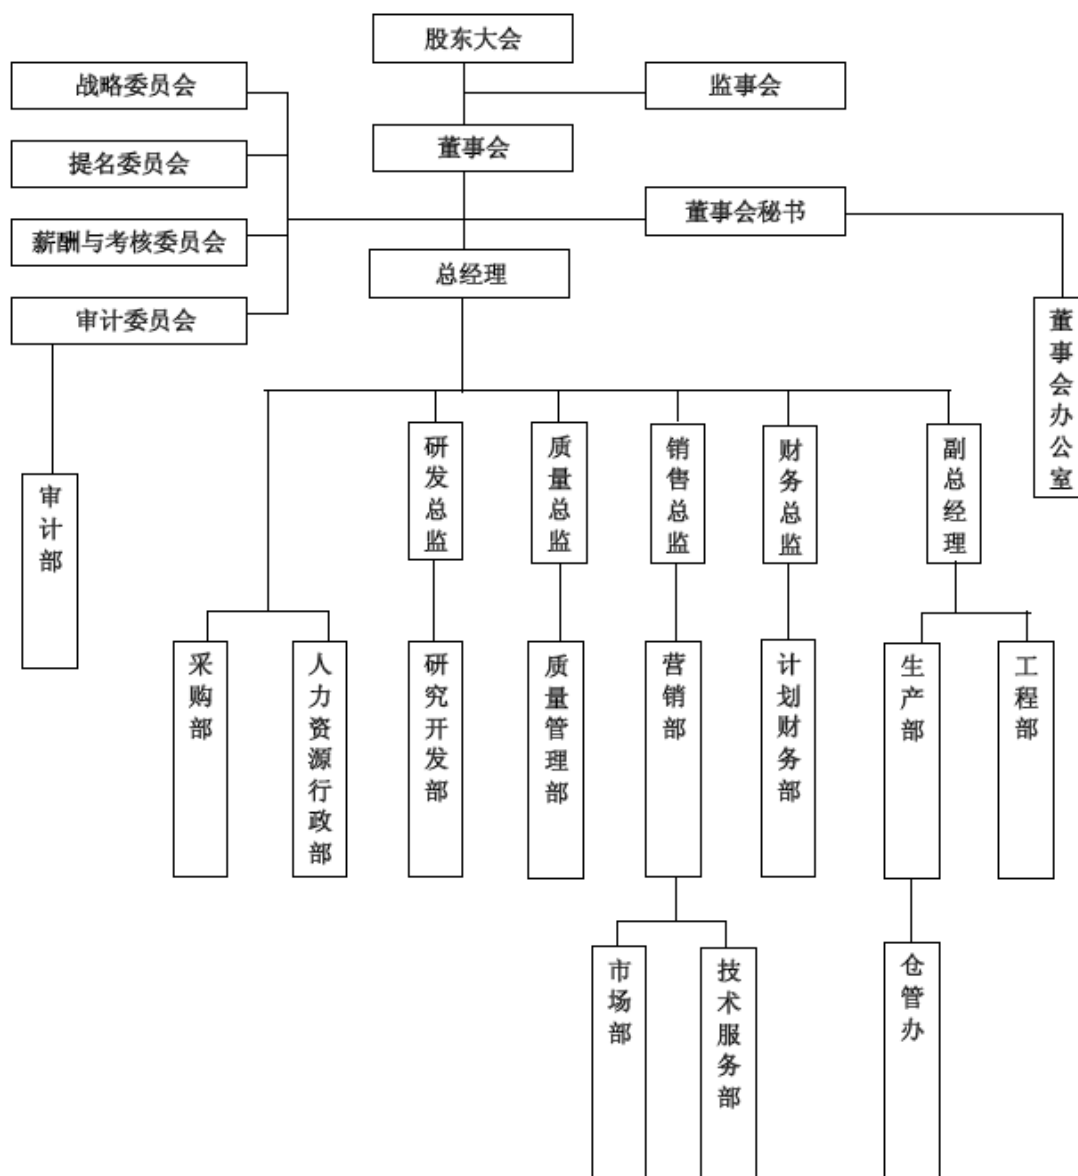 股东大会
战略委员会
监事会
董事会
提名委员会
董事会秘书
薪酬与考核委员会
总经理
审计委员会
董事会办公室
研发总监
质量总监
销售总监
财务总监
副总经理
审计部
采购部
人力资源行政部
研究开发部
质量管理部
营销部
计划财务部
生产部
工程部
市场部
技术服务部
仓管办